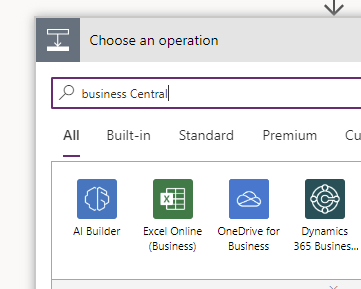 Choose an operation
business Central
All Built-in Standard Premium Cu
AI Builder Excel Online (Business) OneDrive for Business Dynamics 365 Busines...